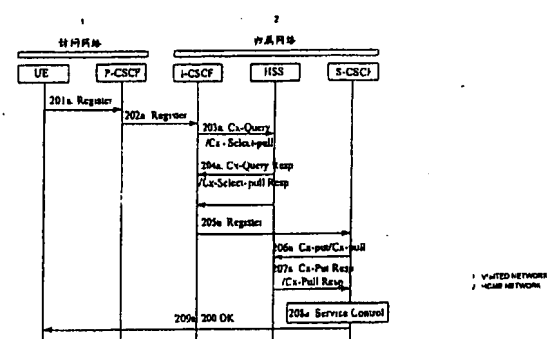 1
2
访问网络
归属网络
UE
P-CSCF
I-CSCF
HSS
S-CSCF
201a. Register
202a Register
203a. Cx-Query
/Cx - Select-pull
204a. Cx-Query Resp
/Cx-Select-pull Resp
205a Register
206a Cx-put/Cx-pull
207a Cx-Put Resp
/Cx-Pull Resp
208a Service Control
209a 200 OK
1 VISITED NETWORK
2 HOME NETWORK